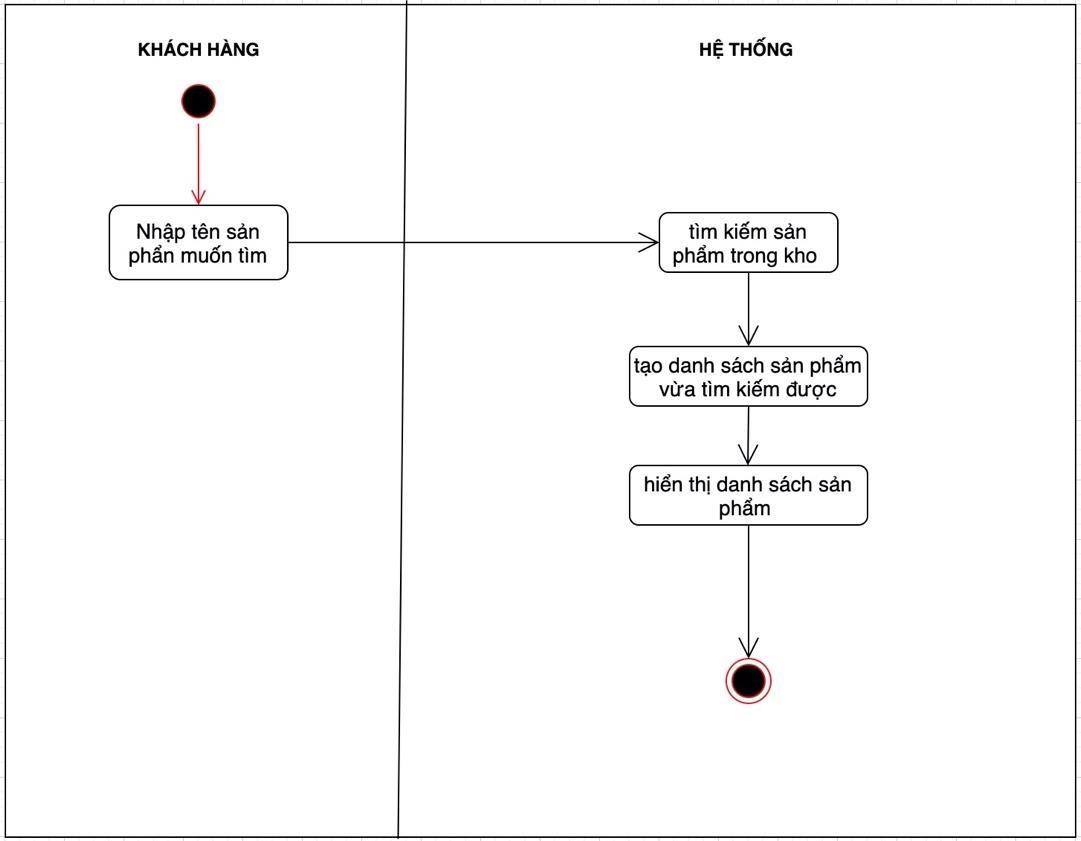 KHÁCH HÀNG
HỆ THỐNG
Nhập tên sản
phẩn muốn tìm
tìm kiếm sản
phẩm trong kho
tạo danh sách sản phẩm
vừa tìm kiếm được
hiển thị danh sách sản
phẩm